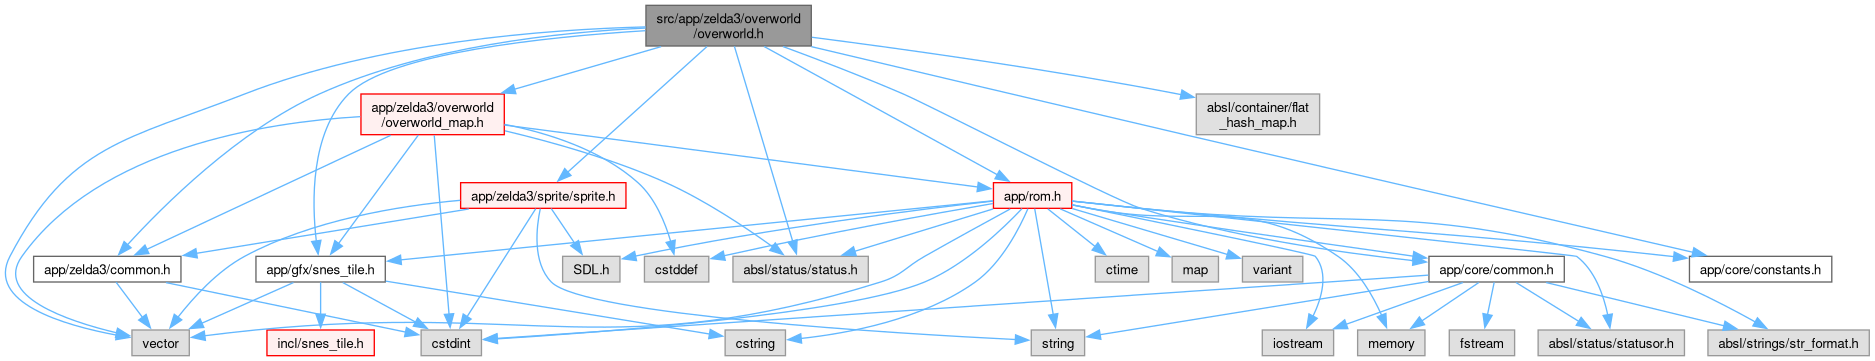 src/app/zelda3/overworld
/overworld.h
app/zelda3/overworld
/overworld_map.h
absl/container/flat
_hash_map.h
app/zelda3/sprite/sprite.h
app/rom.h
app/zelda3/common.h
app/gfx/snes_tile.h
SDL.h
cstddef
absl/status/status.h
ctime
map
variant
app/core/common.h
app/core/constants.h
vector
incl/snes_tile.h
cstdint
cstring
string
iostream
memory
fstream
absl/status/statusor.h
absl/strings/str_format.h